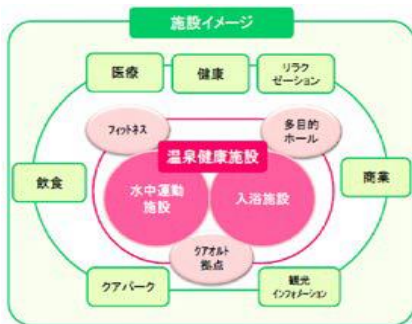 施設イメージ
医療
健康
リラク
ゼーション
フィットネス
多目的
ホール
温泉健康施設
飲食
水中運動
施設
入浴施設
商業
クアオルト
拠点
クアパーク
観光
インフォメーション